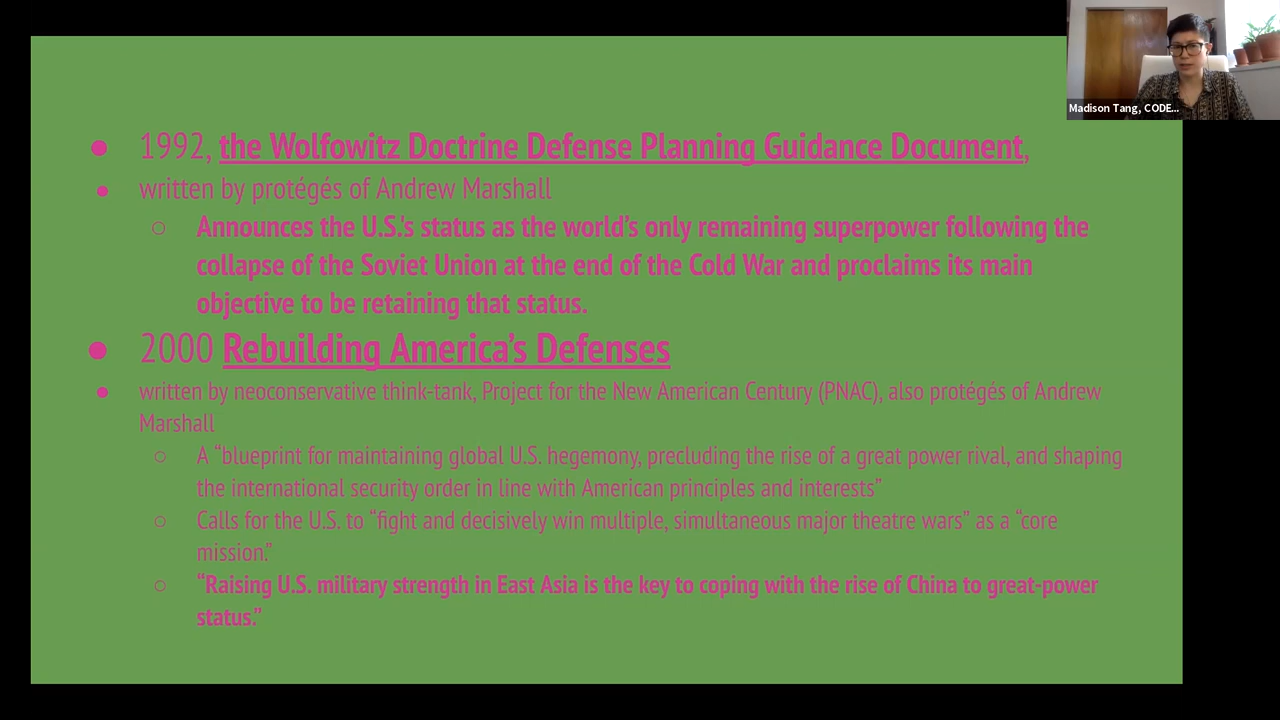 Madison Tang, CODE...
● 1992, the Wolfowitz Doctrine Defense Planning Guidance Document,
● written by protégés of Andrew Marshall
○ Announces the U.S.'s status as the world’s only remaining superpower following the
collapse of the Soviet Union at the end of the Cold War and proclaims its main
objective to be retaining that status.
● 2000 Rebuilding America’s Defenses
● written by neoconservative think-tank, Project for the New American Century (PNAC), also protégés of Andrew
Marshall
○ A “blueprint for maintaining global U.S. hegemony, precluding the rise of a great power rival, and shaping
the international security order in line with American principles and interests”
○ Calls for the U.S. to “fight and decisively win multiple, simultaneous major theatre wars” as a “core
mission.”
○ “Raising U.S. military strength in East Asia is the key to coping with the rise of China to great-power
status.”